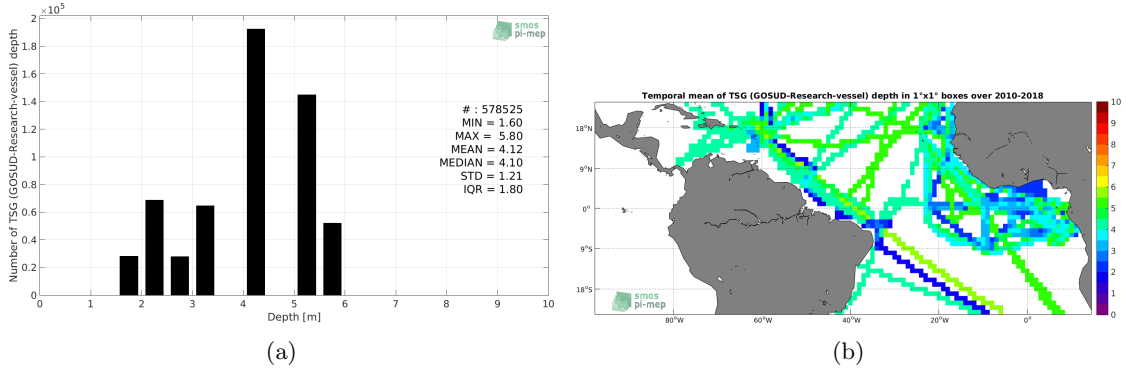 ×10^5
2
1.8
1.6
1.4
1.2
1
0.8
0.6
0.4
0.2
0
Number of TSG (GOSUD-Research-vessel) depth
smos
pi-mep
# : 578525
MIN = 1.60
MAX = 5.80
MEAN = 4.12
MEDIAN = 4.10
STD = 1.21
IQR = 1.80
0 1 2 3 4 5 6 7 8 9 10
Depth [m]
(a)
Temporal mean of TSG (GOSUD-Research-vessel) depth in 1°x1° boxes over 2010-2018
18°N
9°N
0°
9°S
18°S
smos
pi-mep
80°W 60°W 40°W 20°W 0°
10
9
8
7
6
5
4
3
2
1
0
(b)